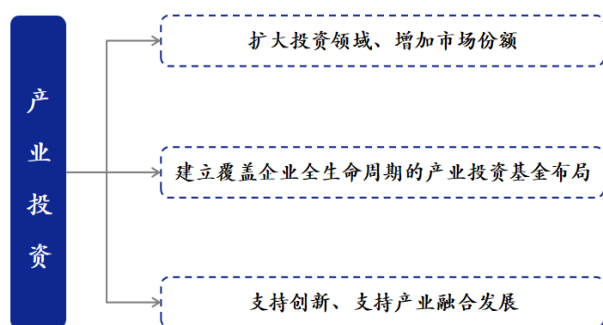 产业投资
扩大投资领域、增加市场份额
建立覆盖企业全生命周期的产业投资基金布局
支持创新、支持产业融合发展